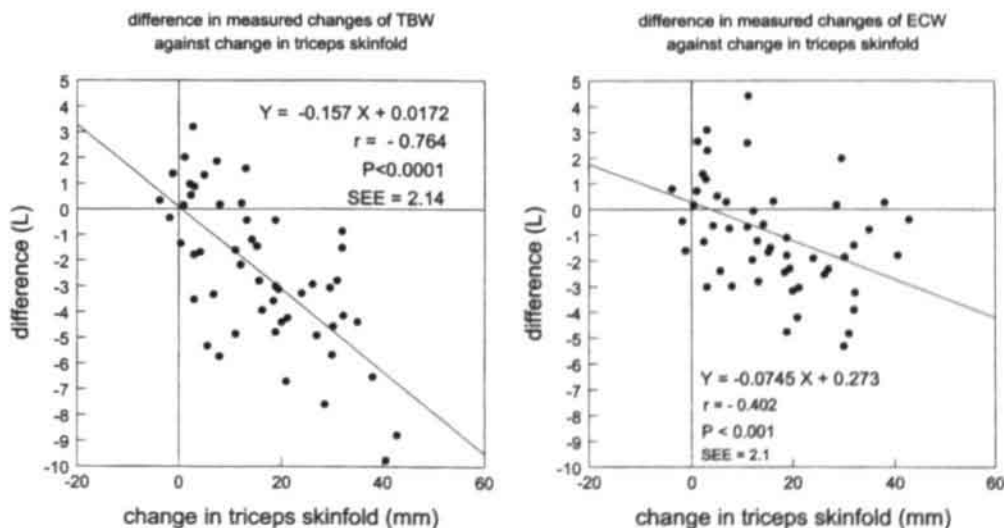 difference in measured changes of TBW
against change in triceps skinfold
5
4
3
2
1
0
-1
-2
-3
-4
-5
-6
-7
-8
-9
-10
difference (L)
Y = -0.157 X + 0.0172
r = - 0.764
P<0.0001
SEE = 2.14
-20
0
20
40
60
change in triceps skinfold (mm)
difference in measured changes of ECW
against change in triceps skinfold
5
4
3
2
1
0
-1
-2
-3
-4
-5
-6
-7
-8
-9
-10
difference (L)
Y = -0.0745 X + 0.273
r = - 0.402
P < 0.001
SEE = 2.1
-20
0
20
40
60
change in triceps skinfold (mm)